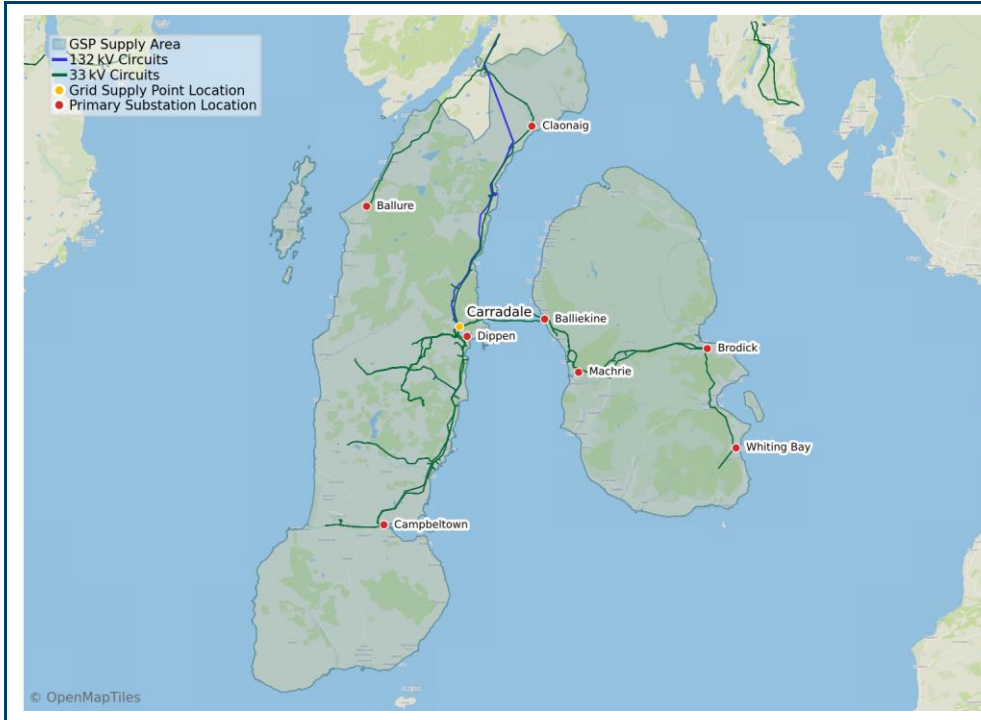 GSP Supply Area
132 kV Circuits
33 kV Circuits
Grid Supply Point Location
Primary Substation Location
Claonaig
Ballure
Carradale
Balliekine
Dippen
Brodick
Machrie
Whiting Bay
Campbeltown
© OpenMapTiles